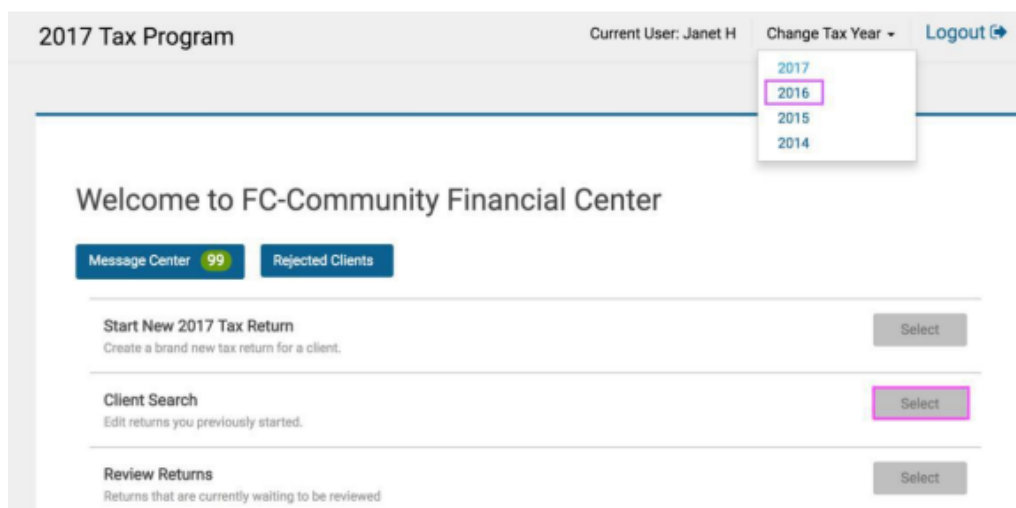 2017 Tax Program
Current User: Janet H
Change Tax Year
Logout
2017
2016
2015
2014
Welcome to FC-Community Financial Center
Message Center 99
Rejected Clients
Start New 2017 Tax Return
Select
Create a brand new tax return for a client.
Client Search
Select
Edit returns you previously started.
Review Returns
Select
Returns that are currently waiting to be reviewed